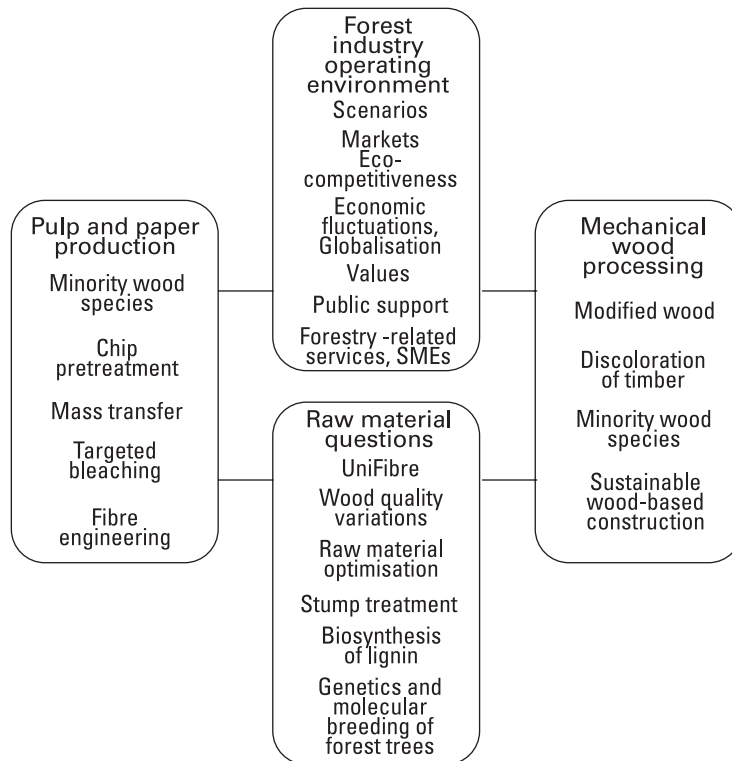 Forest
industry
operating
environment
Scenarios
Markets
Eco-
competitiveness
Economic
fluctuations,
Globalisation
Values
Public support
Forestry -related
services, SMEs
Pulp and paper
production
Minority wood
species
Chip
pretreatment
Mass transfer
Targeted
bleaching
Fibre
engineering
Mechanical
wood
processing
Modified wood
Discoloration
of timber
Minority wood
species
Sustainable
wood-based
construction
Raw material
questions
UniFibre
Wood quality
variations
Raw material
optimisation
Stump treatment
Biosynthesis
of lignin
Genetics and
molecular
breeding of
forest trees